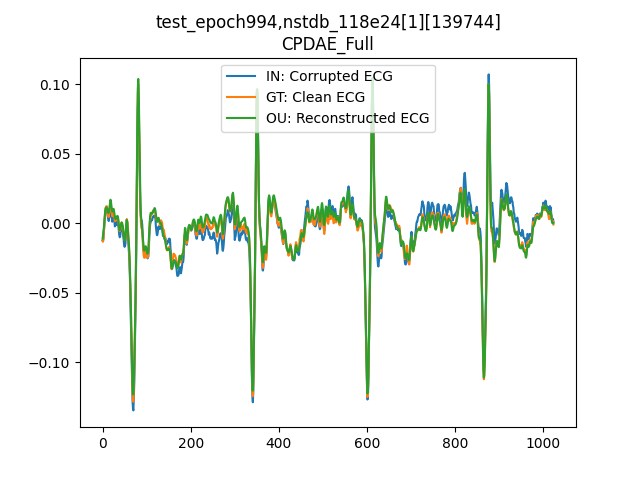 test_epoch994,nstdb_118e24[1][139744]
CPDAE_Full
IN: Corrupted ECG
GT: Clean ECG
OU: Reconstructed ECG
0.10
0.05
0.00
−0.05
−0.10
0 200 400 600 800 1000